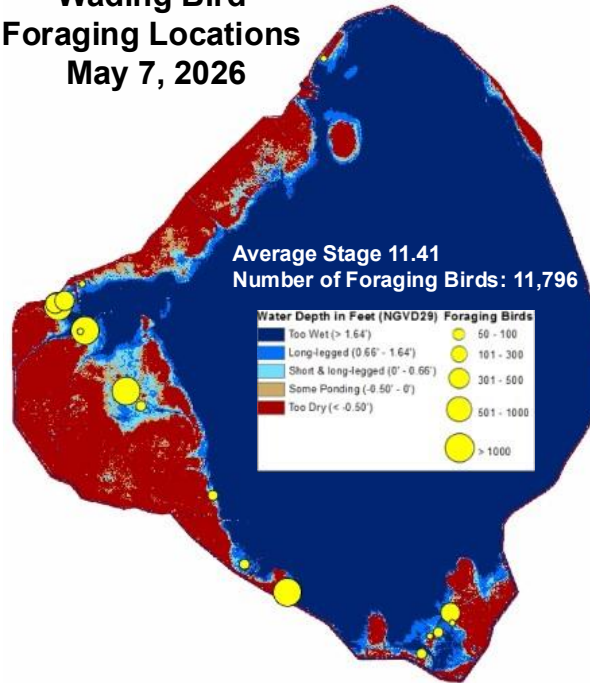 Wading Bird
Foraging Locations
May 7, 2026
Average Stage 11.41
Number of Foraging Birds: 11,796
Water Depth in Feet (NGVD29) Foraging Birds
Too Wet (> 1.64')
Long-legged (0.66' - 1.64')
Short & long-legged (0' - 0.66')
Some Ponding (-0.50' - 0')
Too Dry (< -0.50')
50 - 100
101 - 300
301 - 500
501 - 1000
> 1000